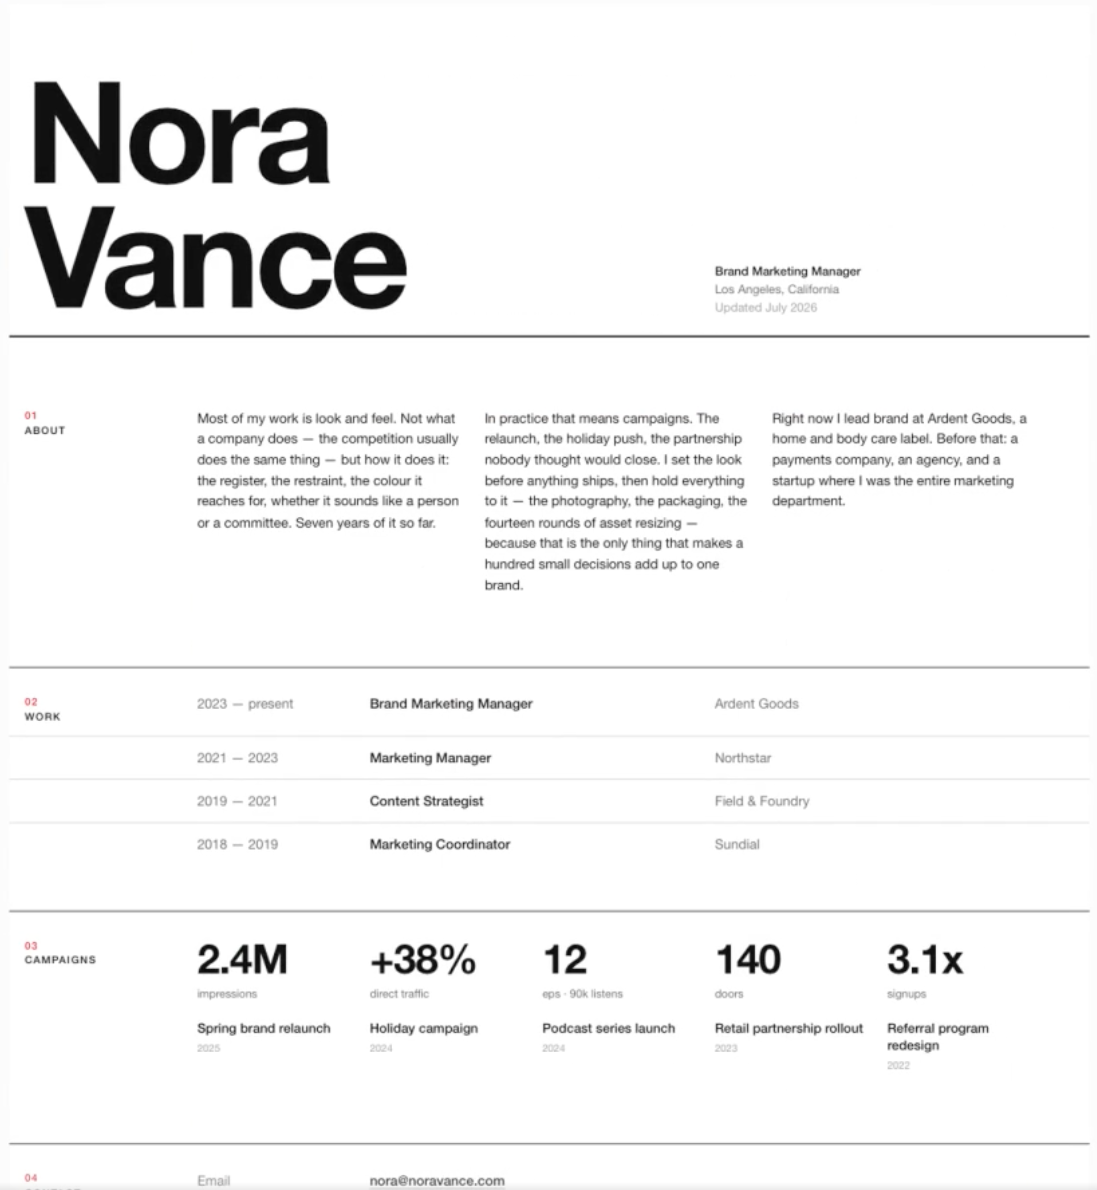 Nora
Vance
Brand Marketing Manager
Los Angeles, California
Updated July 2026
01
ABOUT
Most of my work is look and feel. Not what
a company does — the competition usually
does the same thing — but how it does it:
the register, the restraint, the colour it
reaches for, whether it sounds like a person
or a committee. Seven years of it so far.
In practice that means campaigns. The
relaunch, the holiday push, the partnership
nobody thought would close. I set the look
before anything ships, then hold everything
to it — the photography, the packaging, the
fourteen rounds of asset resizing —
because that is the only thing that makes a
hundred small decisions add up to one
brand.
Right now I lead brand at Ardent Goods, a
home and body care label. Before that: a
payments company, an agency, and a
startup where I was the entire marketing
department.
02
WORK
2023 — present Brand Marketing Manager Ardent Goods
2021 — 2023 Marketing Manager Northstar
2019 — 2021 Content Strategist Field & Foundry
2018 — 2019 Marketing Coordinator Sundial
03
CAMPAIGNS
2.4M
impressions
Spring brand relaunch
2025
+38%
direct traffic
Holiday campaign
2024
12
eps · 90k listens
Podcast series launch
2024
140
doors
Retail partnership rollout
2023
3.1x
signups
Referral program
redesign
2022
04
Email nora@noravance.com